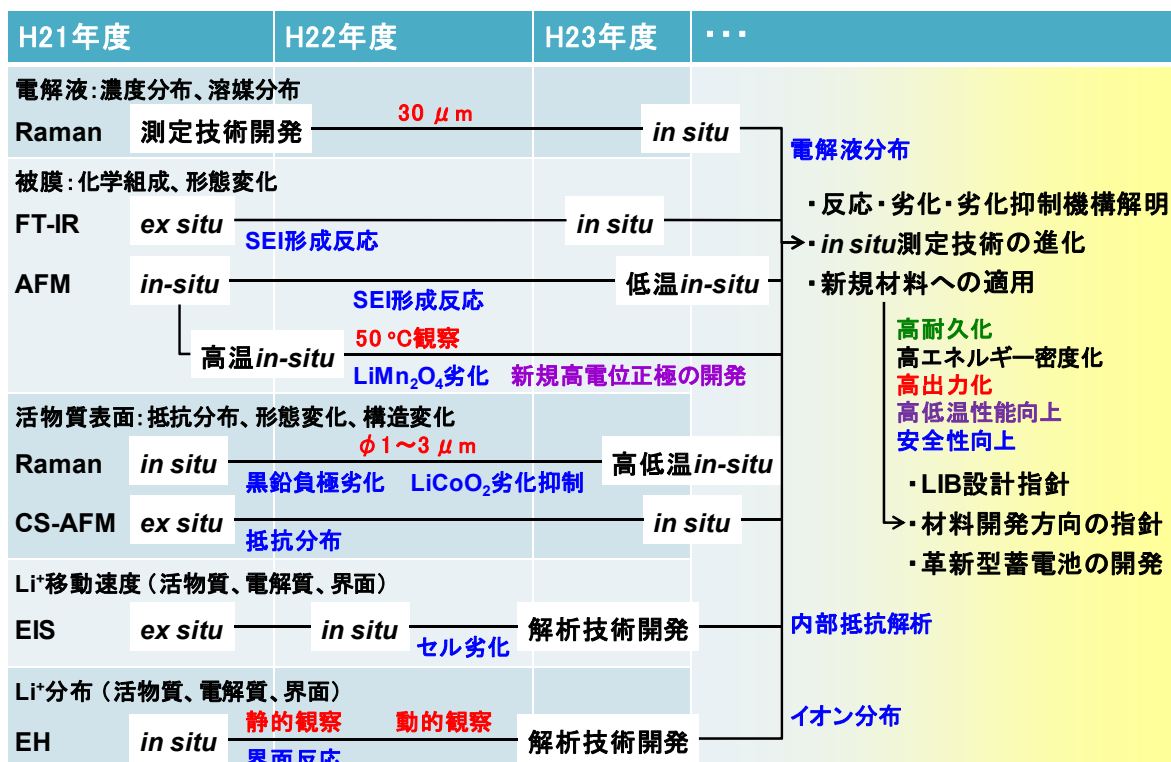 H21年度 H22年度 H23年度 ・・・
電解液:濃度分布、溶媒分布
30 μm
Raman 測定技術開発 in situ
電解液分布
被膜:化学組成、形態変化
FT-IR ex situ in situ
SEI形成反応
AFM in-situ 低温in-situ
SEI形成反応
50 ℃観察
高温in-situ
LiMn₂O₄劣化 新規高電位正極の開発
・反応・劣化・劣化抑制機構解明
・in situ測定技術の進化
・新規材料への適用
高耐久化
高エネルギー密度化
高出力化
高低温性能向上
安全性向上
・LIB設計指針
・材料開発方向の指針
・革新型蓄電池の開発
活物質表面:抵抗分布、形態変化、構造変化
φ1~3 μm
Raman in situ 高低温in-situ
黒鉛負極劣化 LiCoO₂劣化抑制
CS-AFM ex situ in situ
抵抗分布
Li⁺移動速度(活物質、電解質、界面)
EIS ex situ in situ 解析技術開発
セル劣化
内部抵抗解析
Li⁺分布(活物質、電解質、界面)
静的観察 動的観察
EH in situ 解析技術開発
界面反応
イオン分布